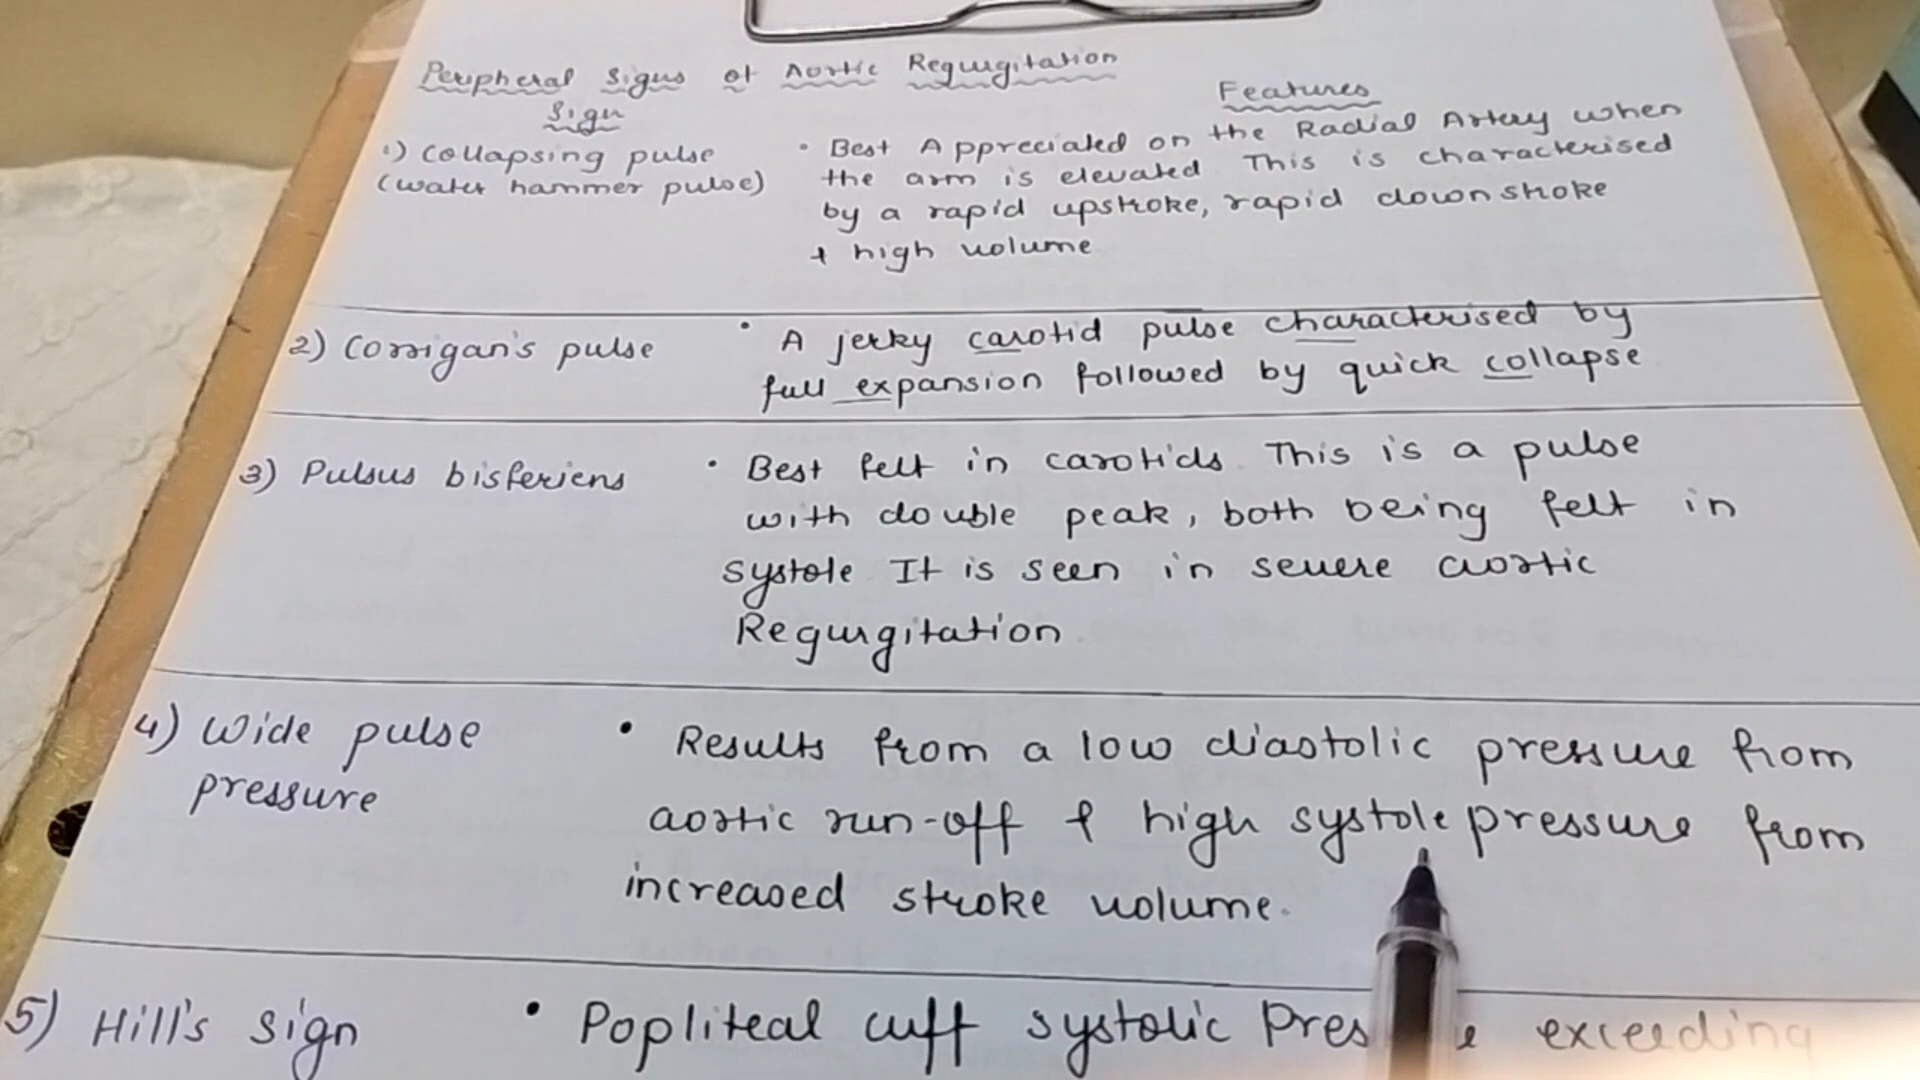 Peripheral Signs of Aortic Regurgitation
Sign
Features
1) Collapsing pulse
(water hammer pulse)
• Best Appreciated on the Radial Artery when
the arm is elevated This is characterised
by a rapid upstroke, rapid downstroke
+ high volume
2) Corrigan's pulse
• A jerky carotid pulse characterised by
full expansion followed by quick collapse
3) Pulsus bisferiens
• Best felt in carotids. This is a pulse
with double peak, both being felt in
systole It is seen in severe aortic
Regurgitation.
4) Wide pulse
pressure
• Results from a low diastolic pressure from
aortic run-off & high systole pressure from
increased stroke volume.
5) Hill's sign
• Popliteal cuff systolic exceeding